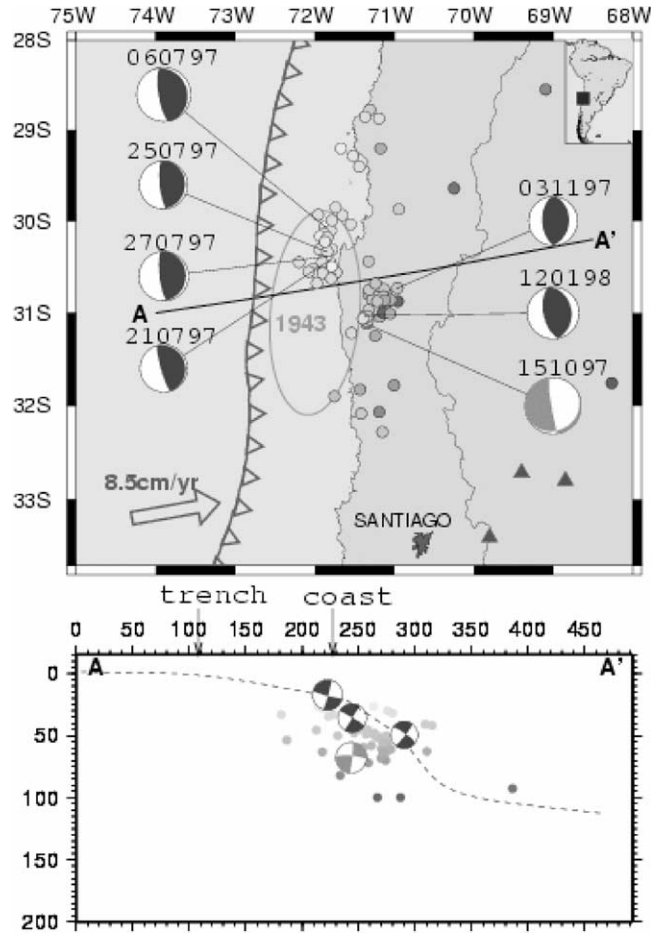 75W 74W 73W 72W 71W 70W 69W 68W
28S
060797
29S
250797
031197
30S
270797
A'
120198
31S
A
1943
210797
151097
32S
8.5cm/yr
33S
SANTIAGO
trench coast
0 50 100 150 200 250 300 350 400 450
A A'
0
50
100
150
200